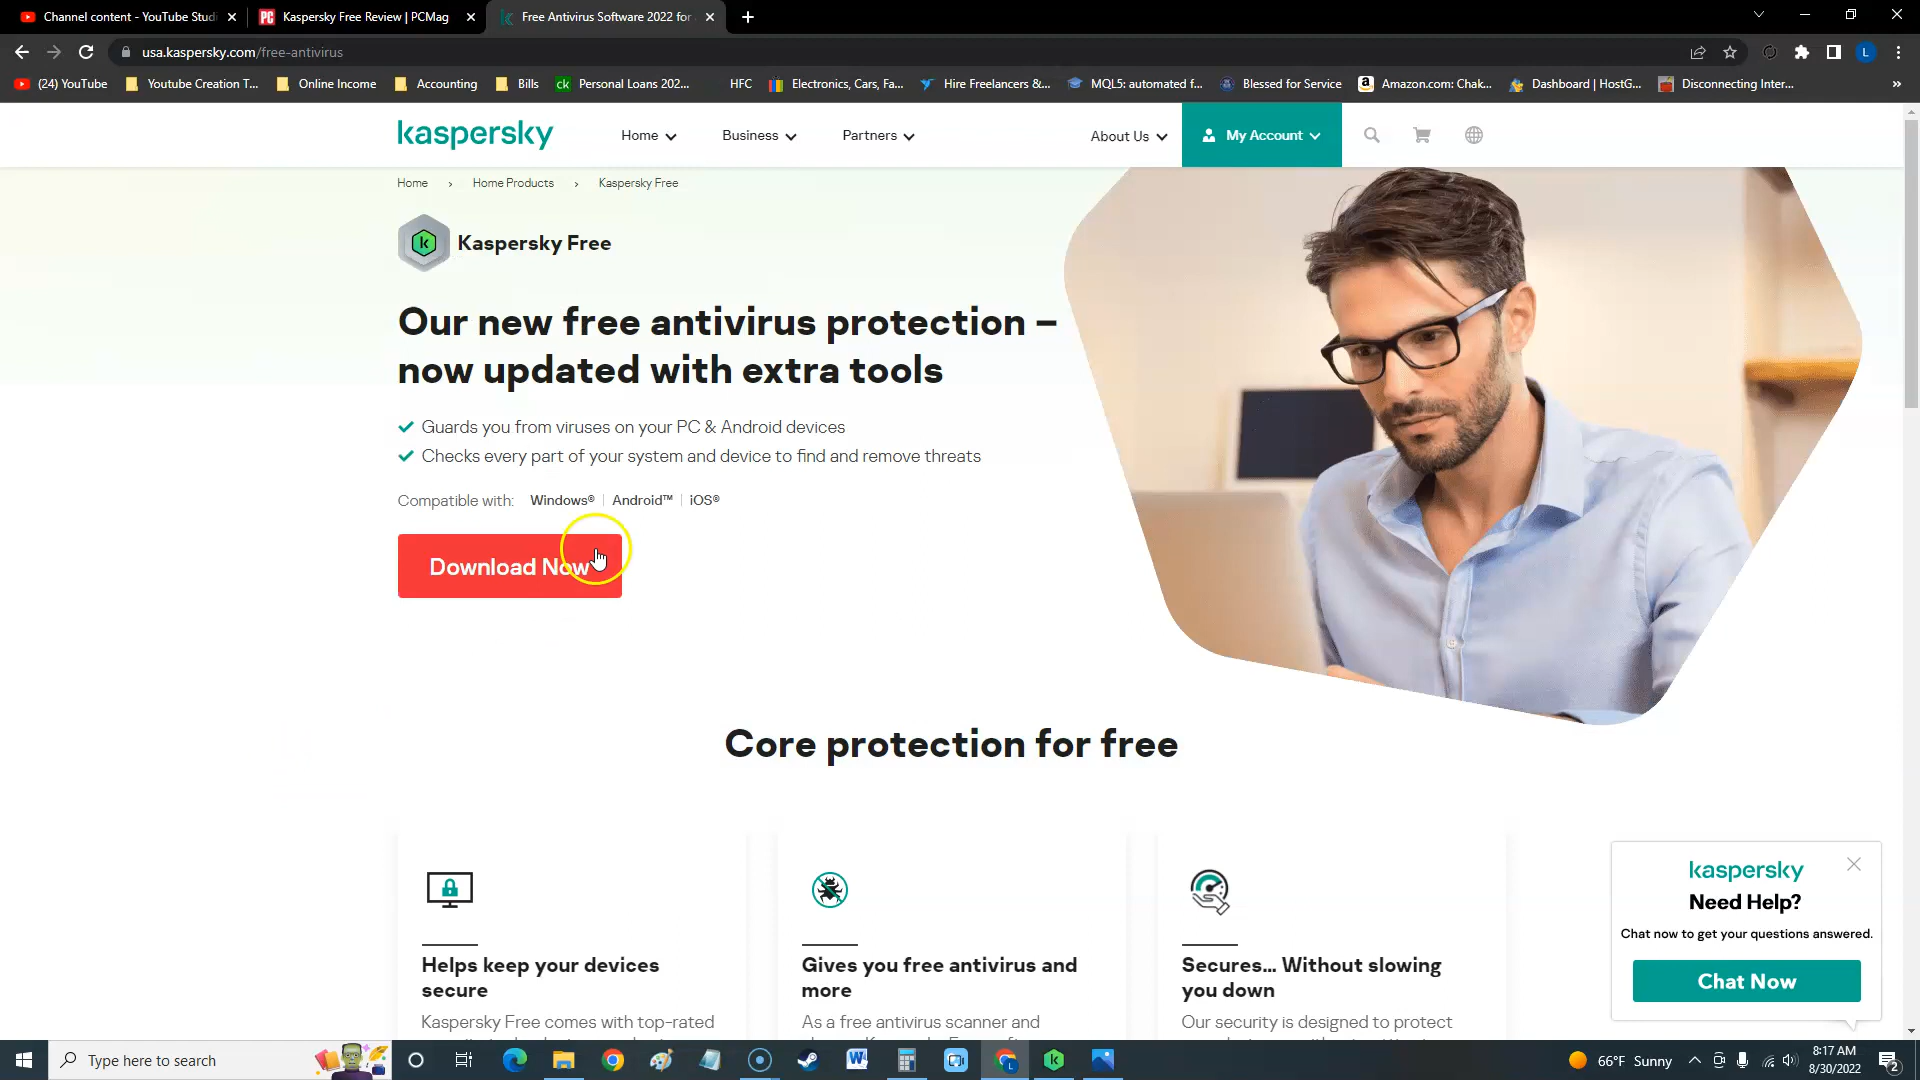 Channel content - YouTube Studi
Kaspersky Free Review | PCMag
Free Antivirus Software 2022 for
usa.kaspersky.com/free-antivirus
(24) YouTube
Youtube Creation T...
Online Income
Accounting
Bills
ck
Personal Loans 202...
HFC
Electronics, Cars, Fa...
Hire Freelancers &...
MQL5: automated f...
Blessed for Service
Amazon.com: Chak...
Dashboard | HostG...
Disconnecting Inter...
»
kaspersky
Home
Business
Partners
About Us
My Account
Home › Home Products › Kaspersky Free
Kaspersky Free
Our new free antivirus protection –
now updated with extra tools
Guards you from viruses on your PC & Android devices
Checks every part of your system and device to find and remove threats
Compatible with: Windows® | Android™ | iOS®
Download Now
Core protection for free
Helps keep your devices
secure
Kaspersky Free comes with top-rated
Gives you free antivirus and
more
As a free antivirus scanner and
Secures... Without slowing
you down
Our security is designed to protect
kaspersky
Need Help?
Chat now to get your questions answered.
Chat Now
Type here to search
66°F Sunny
8:17 AM
8/30/2022
2